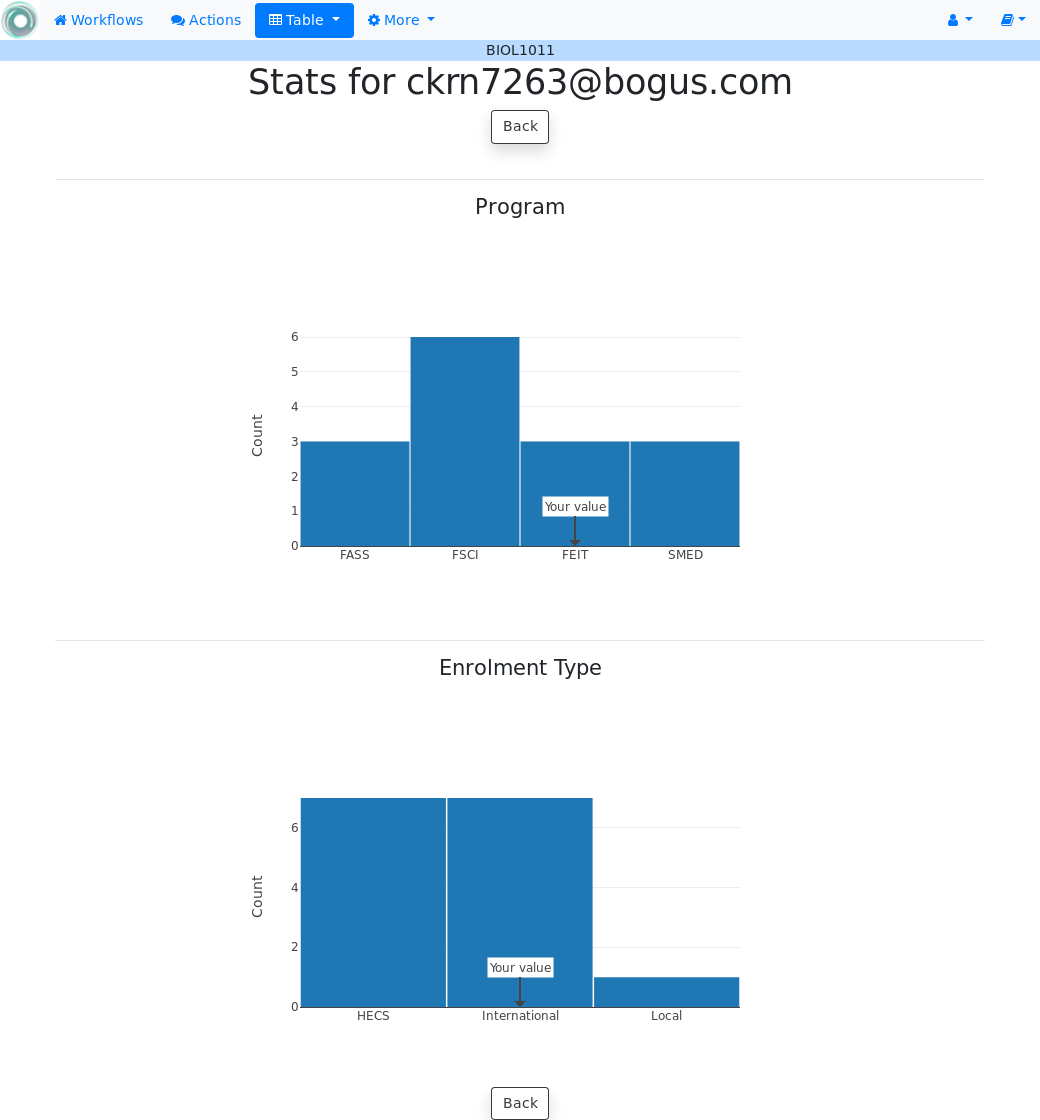 Workflows Actions Table More
BIOL1011
Stats for ckrn7263@bogus.com
Back
Program
6
5
4
3
2
1
0
Count
Your value
FASS FSCI FEIT SMED
Enrolment Type
6
4
2
0
Count
Your value
HECS International Local
Back